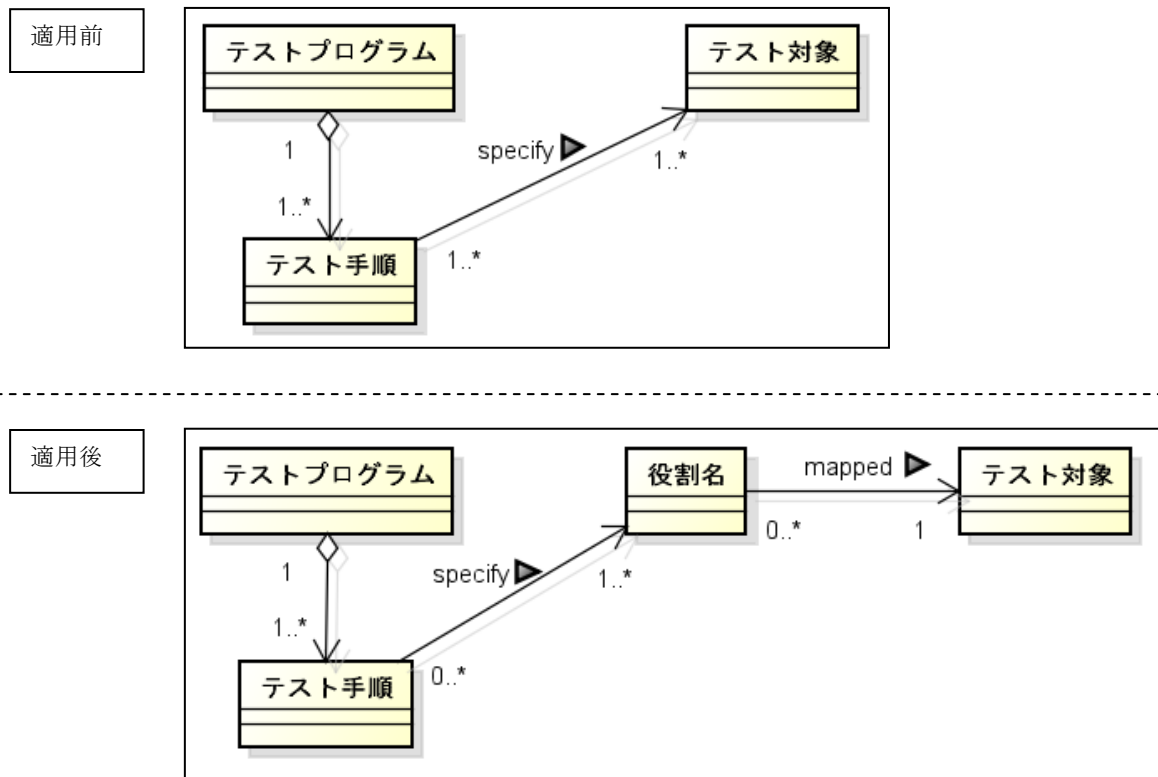 適用前
テストプログラム
テスト対象
1
specify
1..*
1..*
テスト手順
1..*
適用後
テストプログラム
役割名
mapped
テスト対象
0..*
1
1
specify
1..*
1..*
テスト手順
0..*